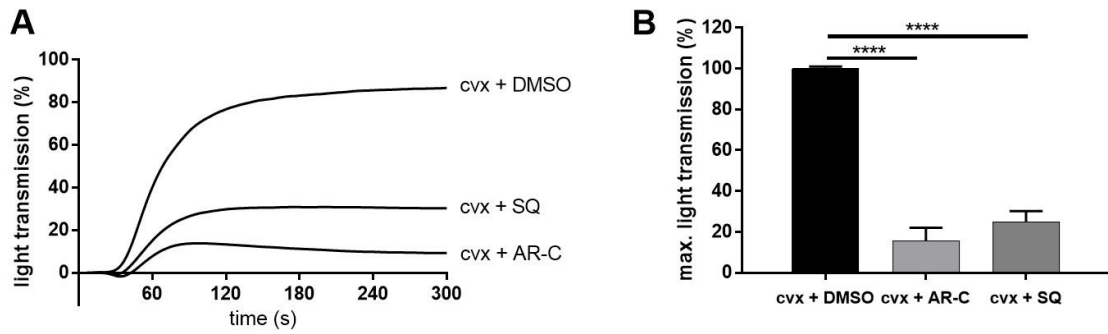 A
light transmission (%)
100
80
60
40
20
0
60
120
180
240
300
time (s)
cvx + DMSO
cvx + SQ
cvx + AR-C
B
max. light transmission (%)
120
100
80
60
40
20
0
****
****
cvx + DMSO
cvx + AR-C
cvx + SQ